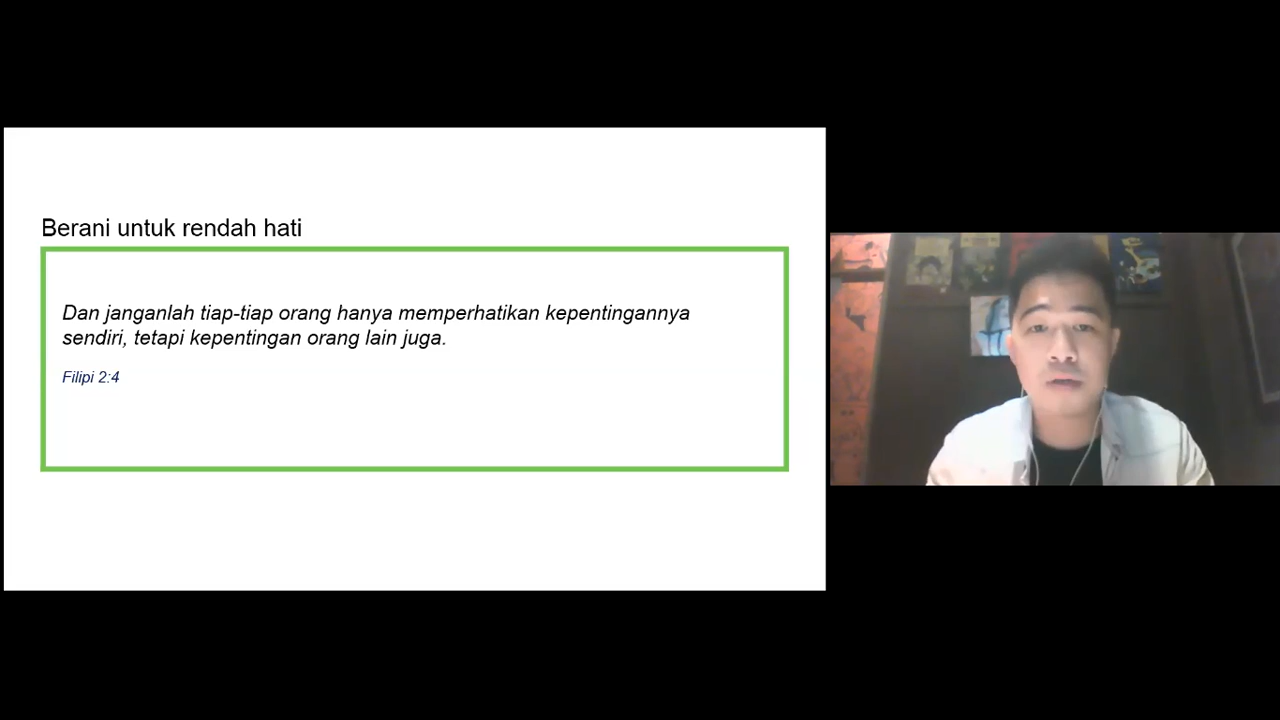 Berani untuk rendah hati
Dan janganlah tiap-tiap orang hanya memperhatikan kepentingannya
sendiri, tetapi kepentingan orang lain juga.
Filipi 2:4